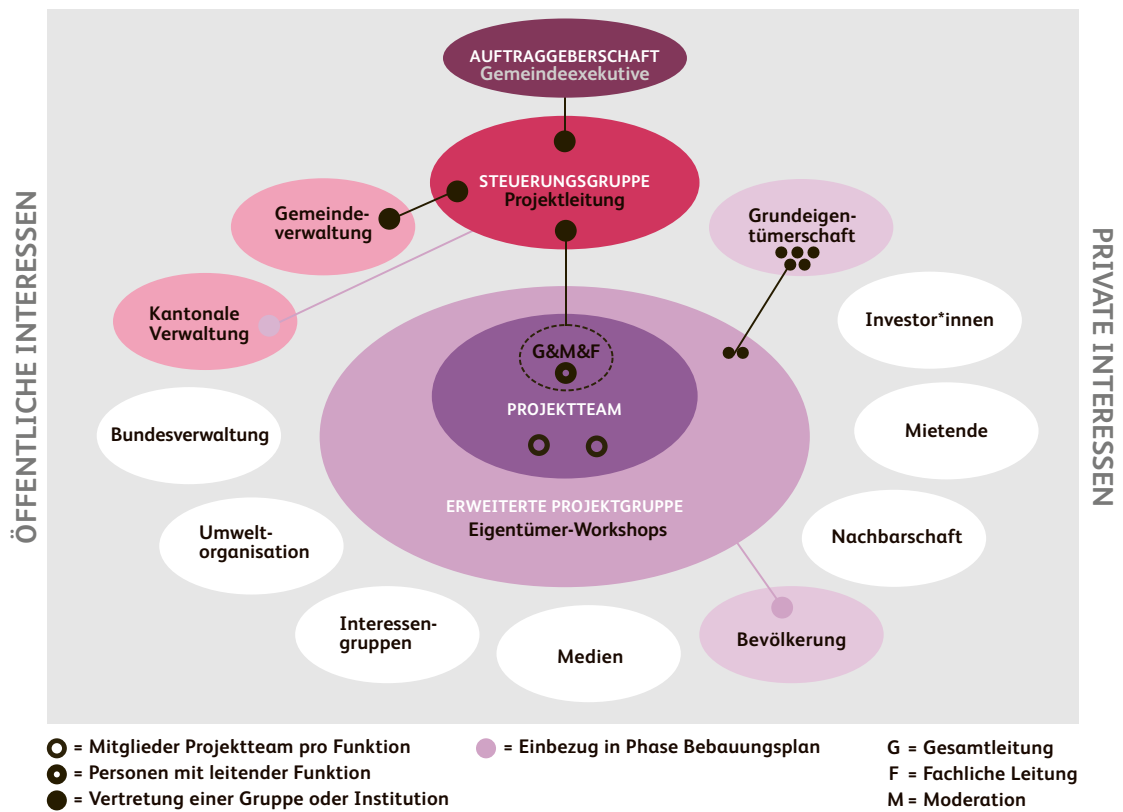 AUFTRAGGEBERSCHAFT
Gemeindeexekutive
STEUERUNGSGRUPPE
Projektleitung
Gemeinde-
verwaltung
Grundeigen-
tümerschaft
Kantonale
Verwaltung
Investor*innen
G&M&F
PROJEKTTEAM
Bundesverwaltung
Mietende
ERWEITERTE PROJEKTGRUPPE
Eigentümer-Workshops
Umwelt-
organisation
Nachbarschaft
Interessen-
gruppen
Medien
Bevölkerung
ÖFFENTLICHE INTERESSEN
PRIVATE INTERESSEN
= Mitglieder Projektteam pro Funktion
= Personen mit leitender Funktion
= Vertretung einer Gruppe oder Institution
= Einbezug in Phase Bebauungsplan
G = Gesamtleitung
F = Fachliche Leitung
M = Moderation